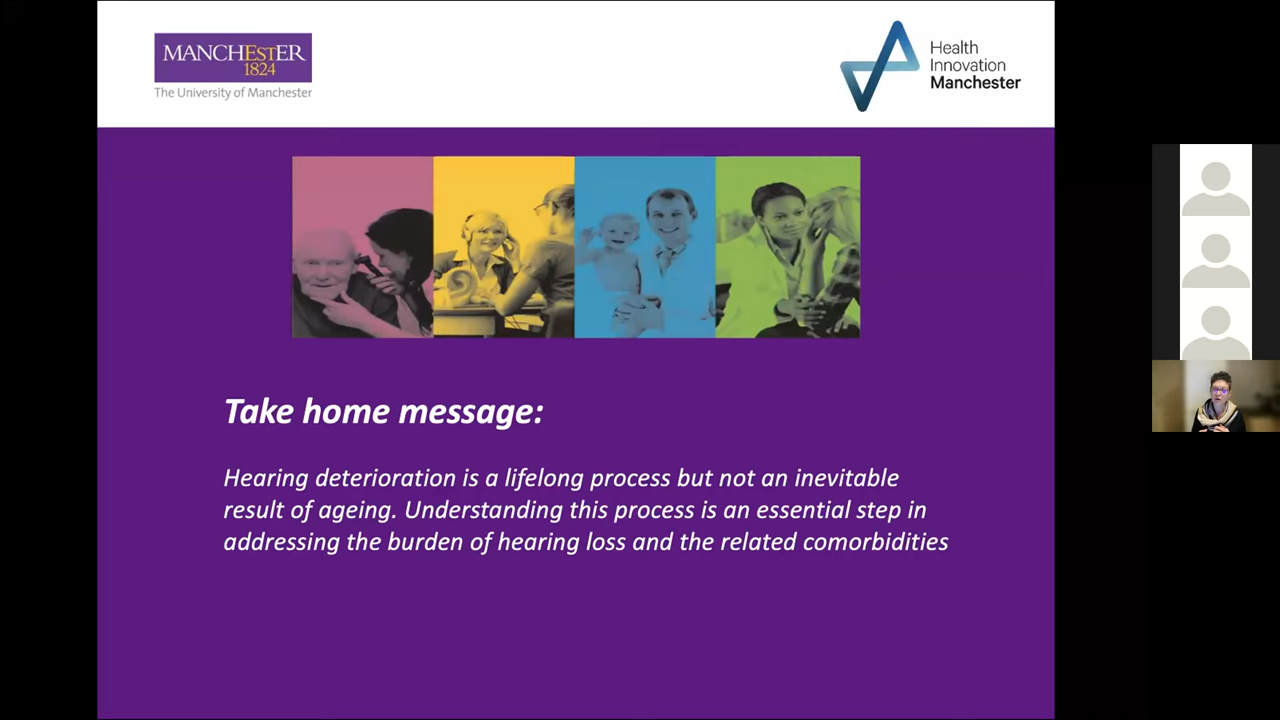 MANCHESTER
1824
The University of Manchester
Health
Innovation
Manchester
Take home message:
Hearing deterioration is a lifelong process but not an inevitable
result of ageing. Understanding this process is an essential step in
addressing the burden of hearing loss and the related comorbidities